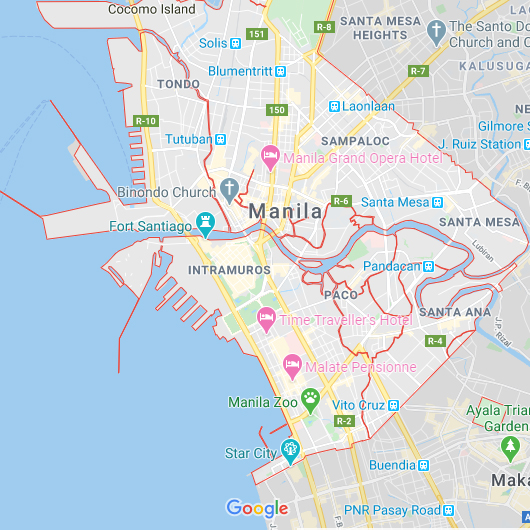 Cocomo Island
R-8
SANTA MESA
HEIGHTS
The Santo Do
Church and Co
151
Solis
Blumentritt
R-7
KALUSUGA
TONDO
150
Laonlaan
R-10
Gilmore S
Tutuban
SAMPALOC
J. Ruiz Station
Manila Grand Opera Hotel
Binondo Church
R-6
Santa Mesa
Manila
Fort Santiago
SANTA MESA
Lubiran
INTRAMUROS
Pandacan
PACO
SANTA ANA
Time Traveller's Hotel
J.P. Rizal
R-4
Malate Pensionne
Manila Zoo
Vito Cruz
Ayala Trian
Garden
R-2
Star City
Buendia
Maka
Google
PNR Pasay Road